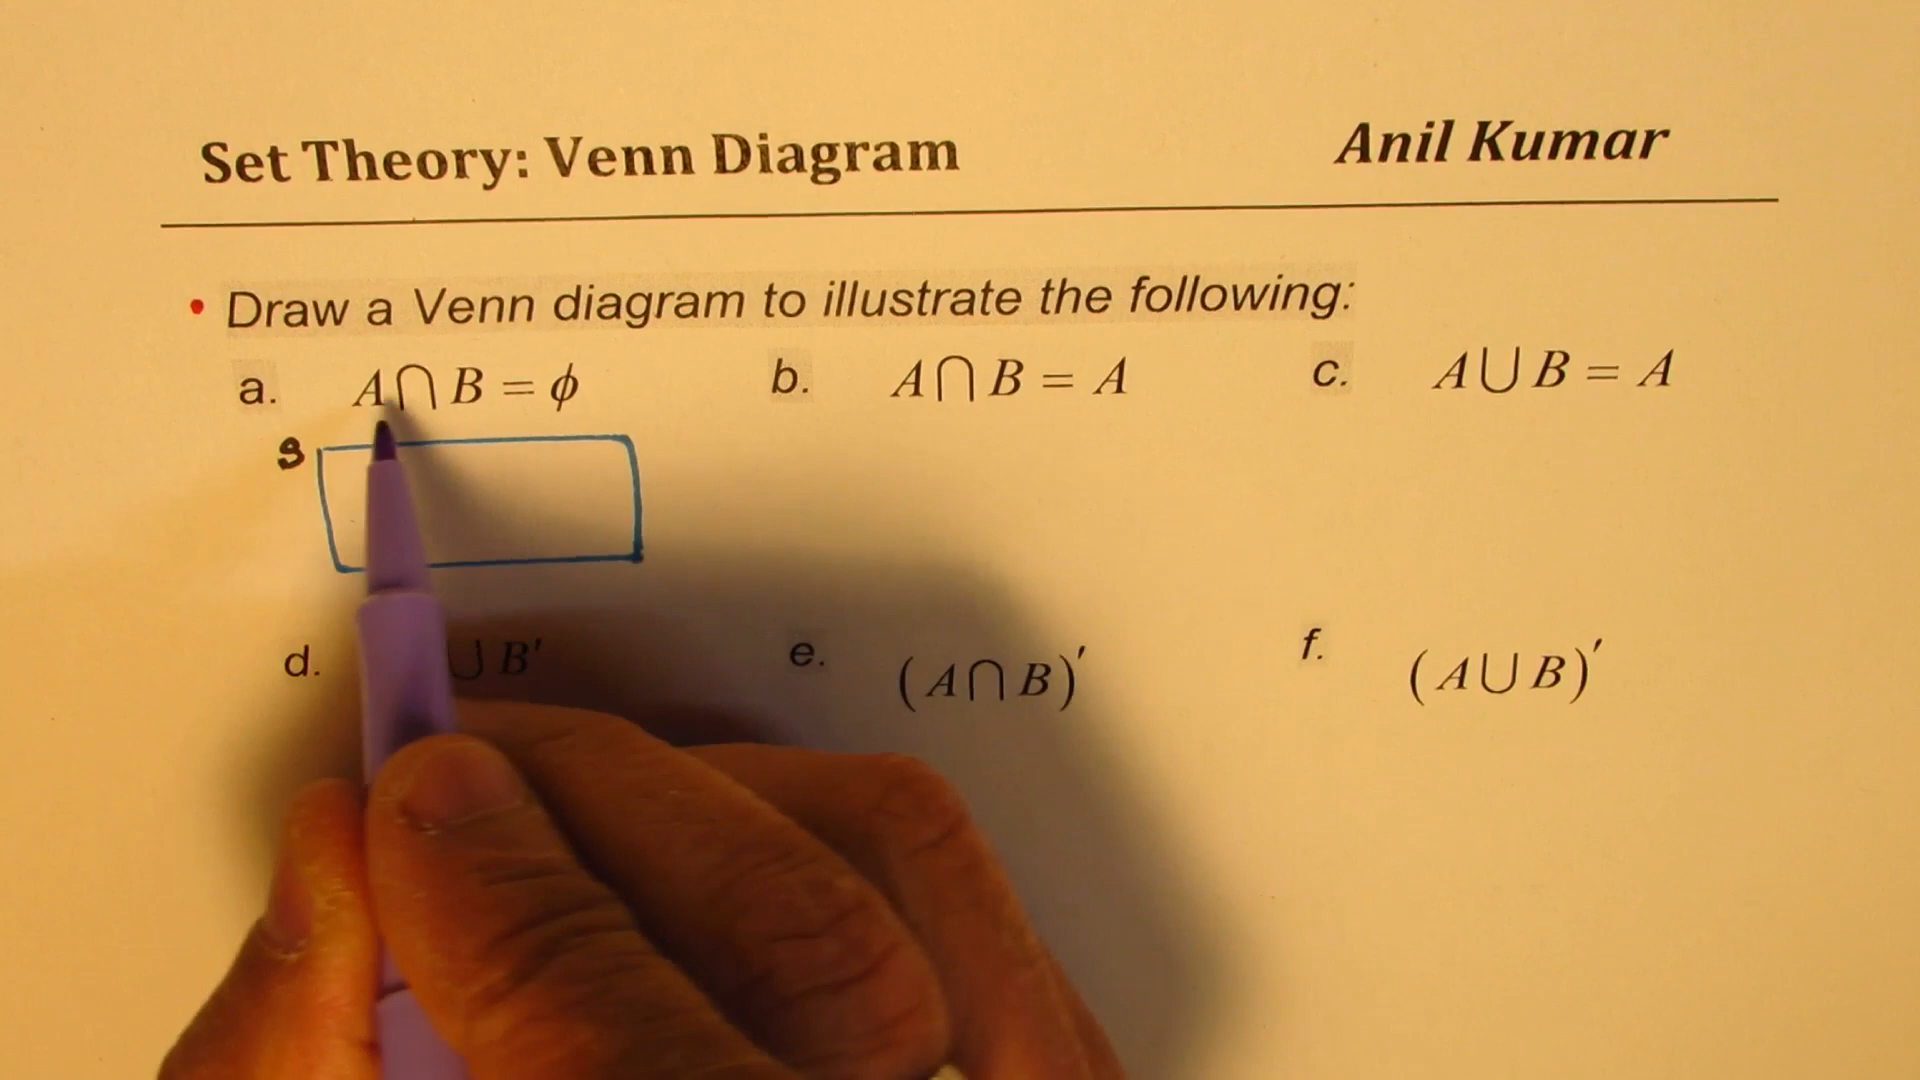 Set Theory: Venn Diagram Anil Kumar
• Draw a Venn diagram to illustrate the following:
a. A ⋂ B = ϕ b. A ⋂ B = A c. A ⋃ B = A
S
d. ⋃ B′ e. (A ⋂ B)′ f. (A ⋃ B)′